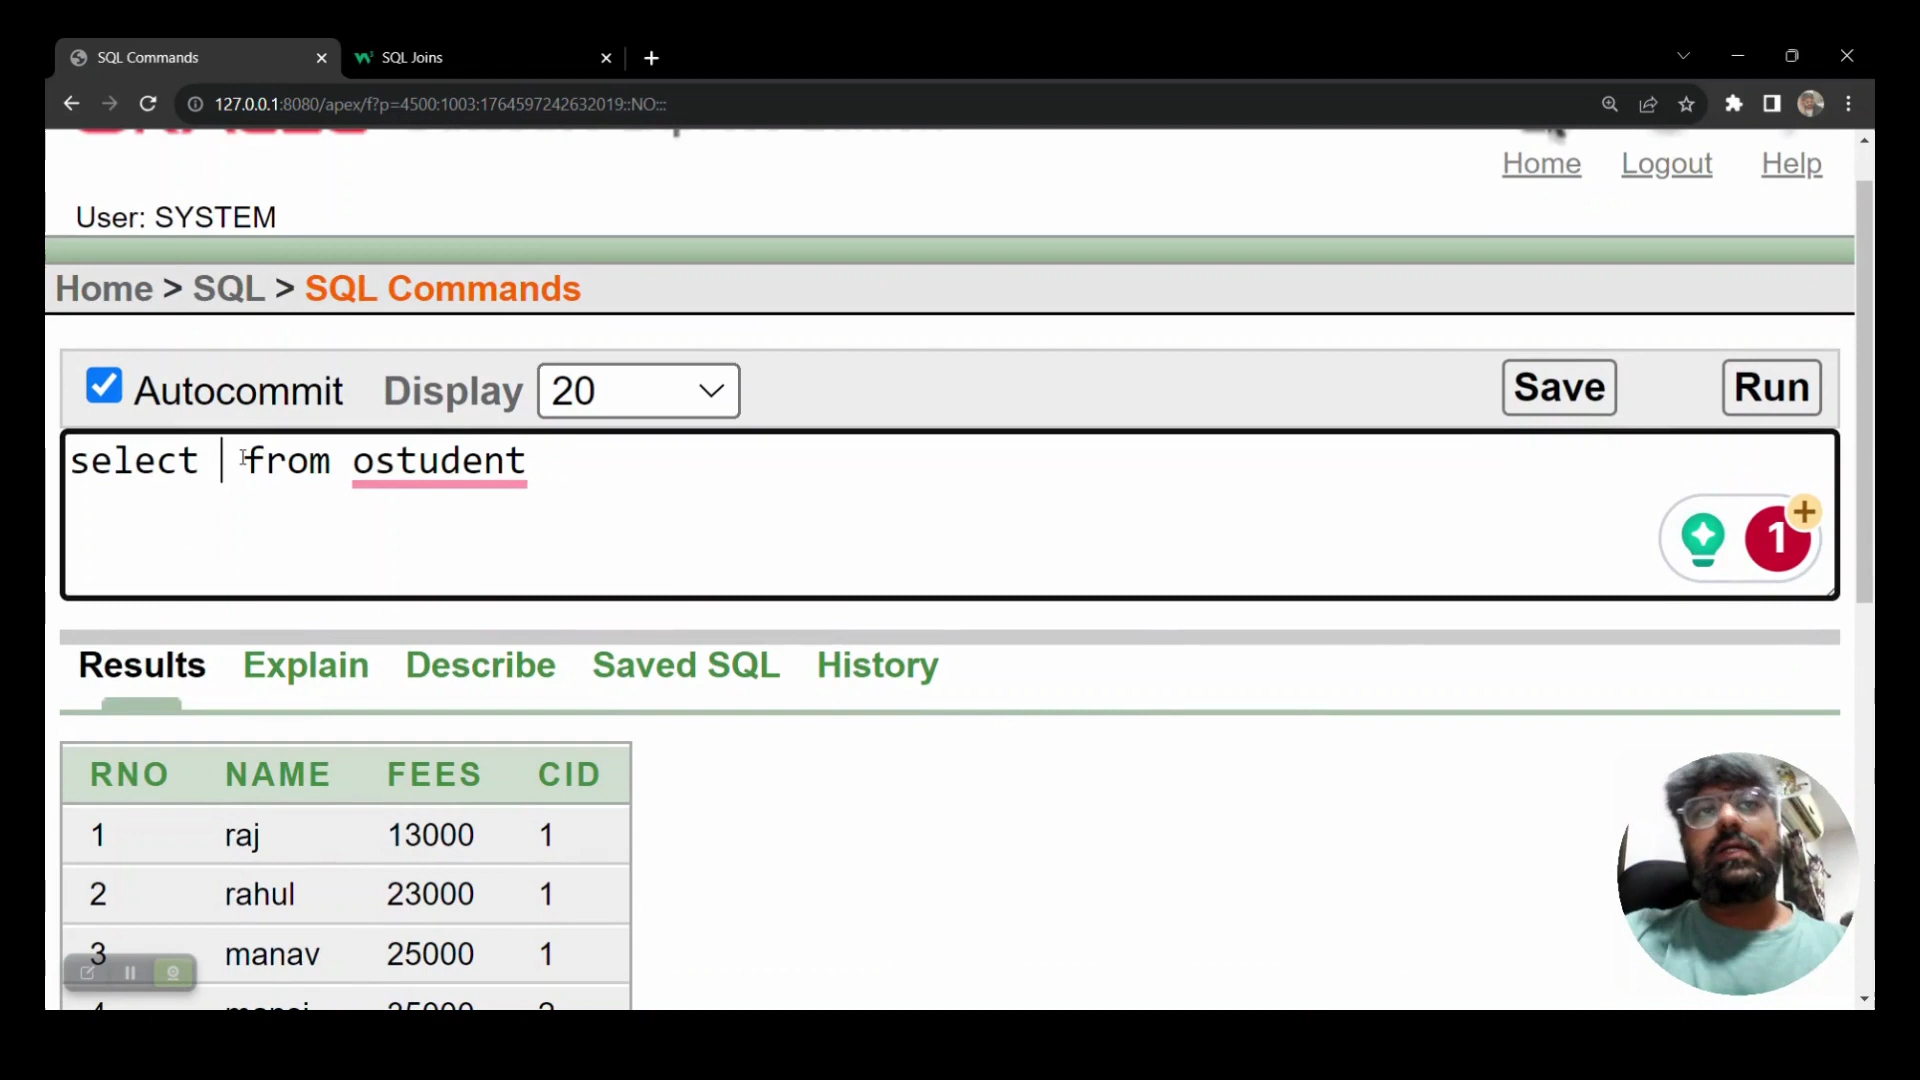 SQL Commands
SQL Joins
127.0.0.1:8080/apex/f?p=4500:1003:1764597242632019::NO:::
Home Logout Help
User: SYSTEM
Home > SQL > SQL Commands
Autocommit Display 20 Save Run
select from ostudent
1
Results Explain Describe Saved SQL History
RNO NAME FEES CID
1 raj 13000 1
2 rahul 23000 1
3 manav 25000 1